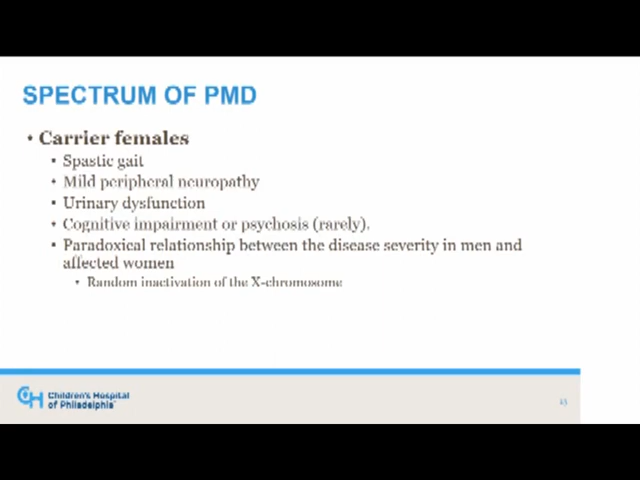 SPECTRUM OF PMD
• Carrier females
• Spastic gait
• Mild peripheral neuropathy
• Urinary dysfunction
• Cognitive impairment or psychosis (rarely).
• Paradoxical relationship between the disease severity in men and
affected women
• Random inactivation of the X-chromosome
Children's Hospital
of Philadelphia